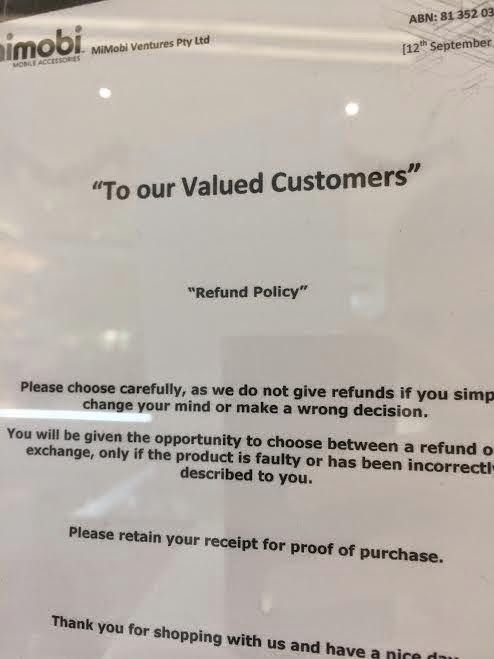 ABN: 81 352 03
mimobi
MOBILE ACCESSORIES
MiMobi Ventures Pty Ltd
[12th September
“To our Valued Customers”
“Refund Policy”
Please choose carefully, as we do not give refunds if you simp
change your mind or make a wrong decision.
You will be given the opportunity to choose between a refund o
exchange, only if the product is faulty or has been incorrectly
described to you.
Please retain your receipt for proof of purchase.
Thank you for shopping with us and have a nice day